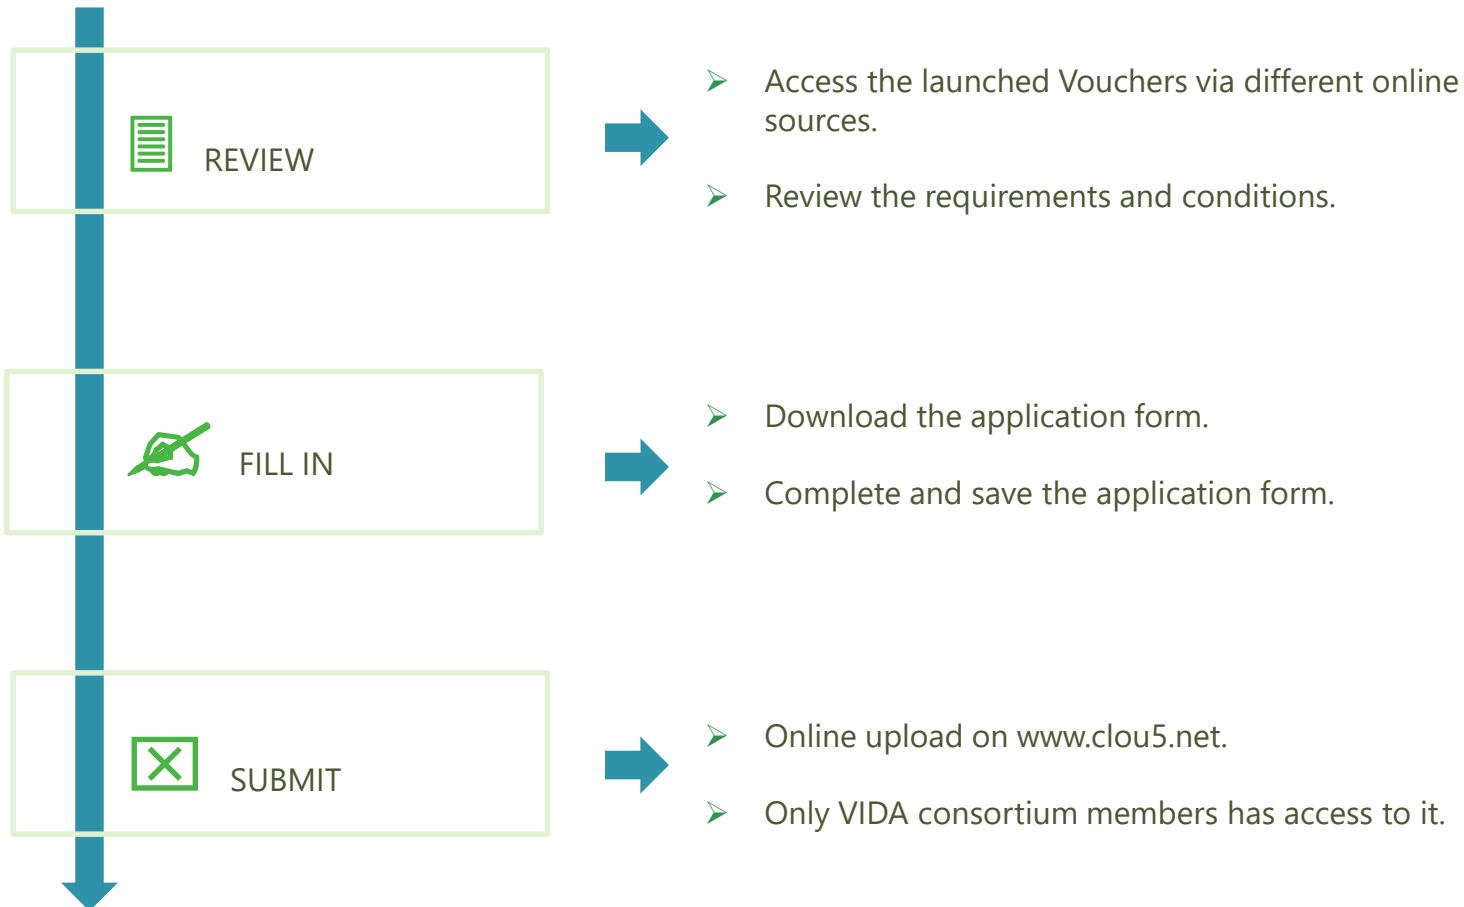 REVIEW
➢ Access the launched Vouchers via different online
sources.
➢ Review the requirements and conditions.
FILL IN
➢ Download the application form.
➢ Complete and save the application form.
SUBMIT
➢ Online upload on www.clou5.net.
➢ Only VIDA consortium members has access to it.